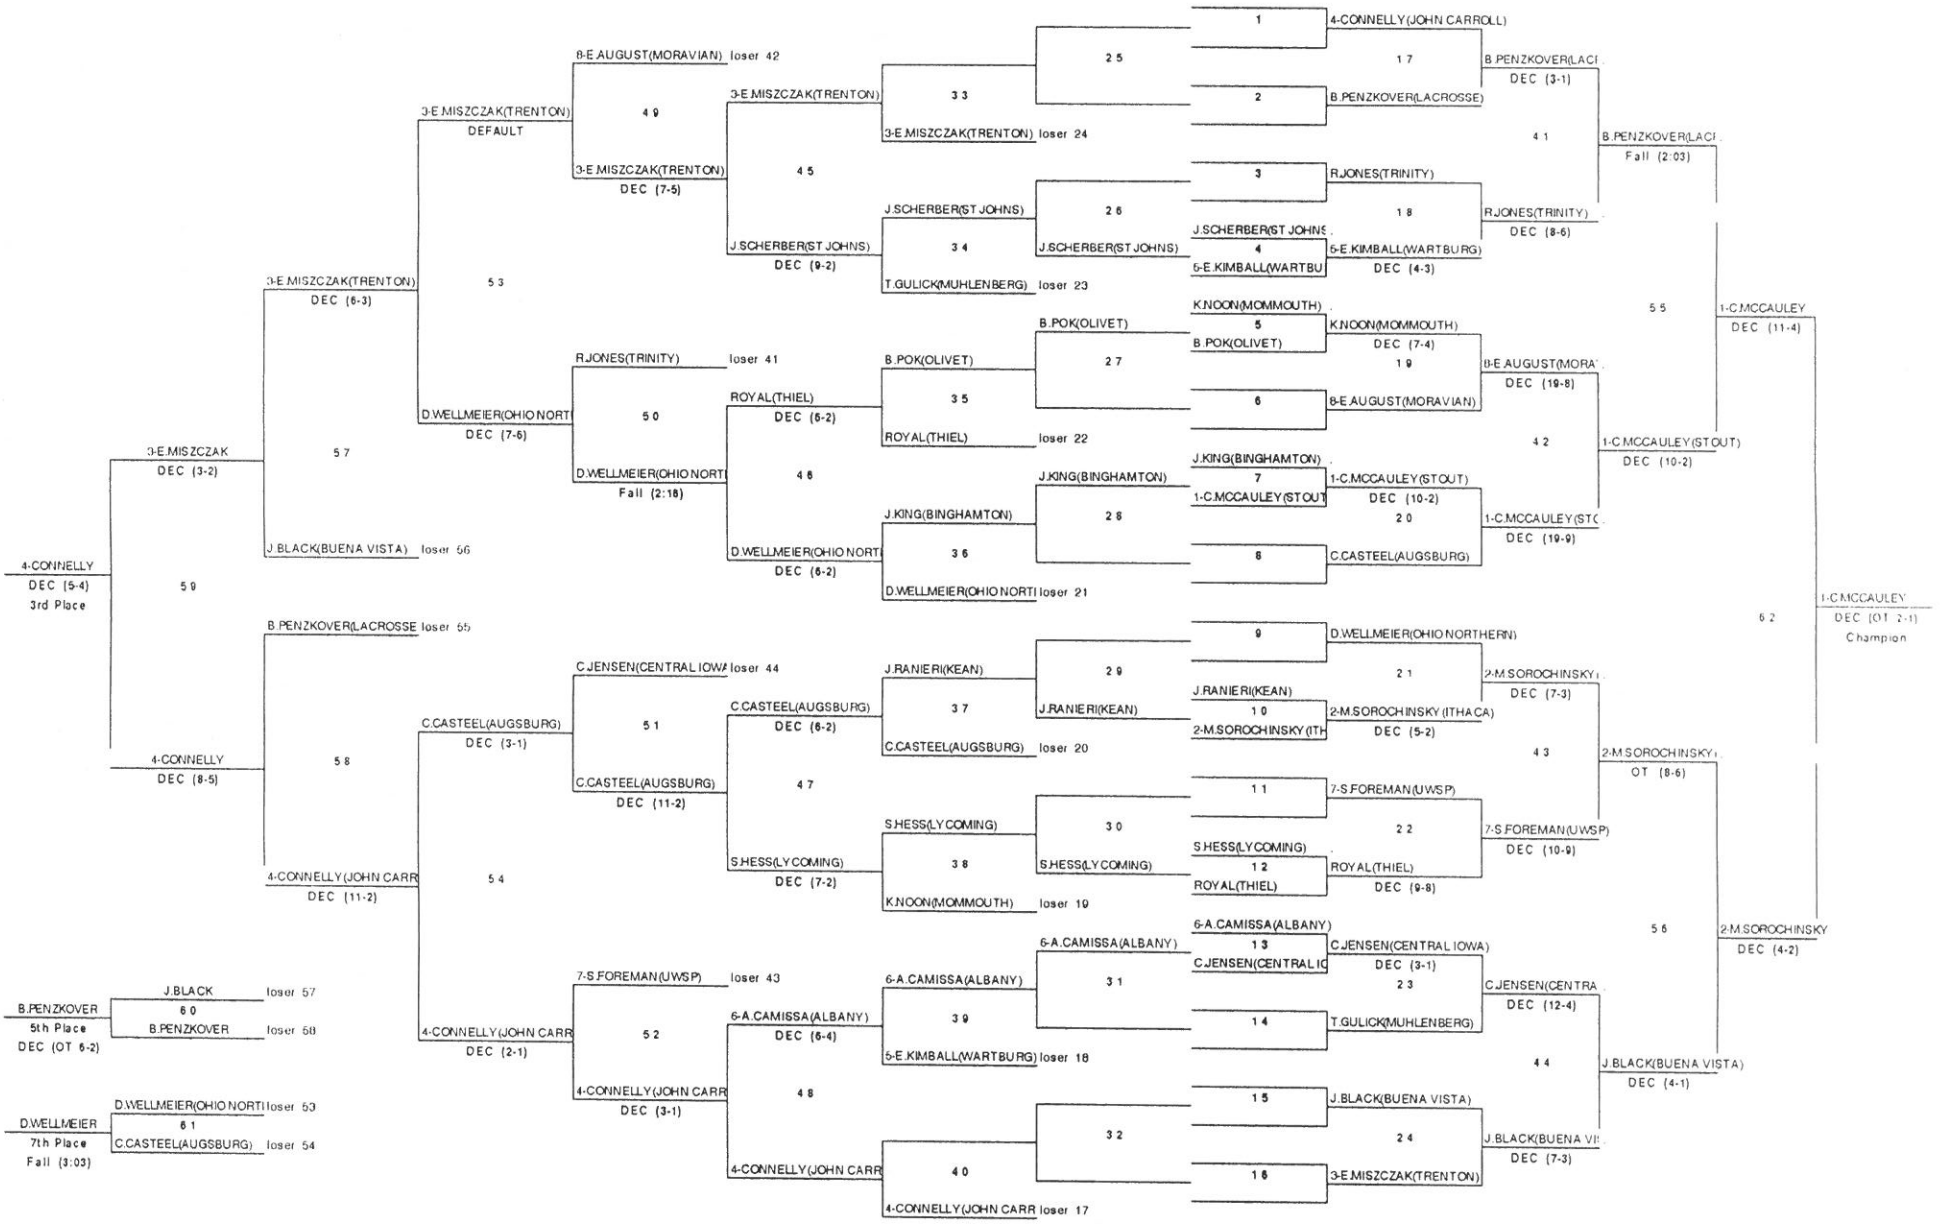 1
4-CONNELLY(JOHN CARROLL)
17
B.PENZKOVER(LACI
DEC (3-1)
2
B.PENZKOVER(LACROSSE)
25
41
B.PENZKOVER(LACI
Fall (2:03)
3
R.JONES(TRINITY)
18
R.JONES(TRINITY)
DEC (8-6)
J.SCHERBER(ST JOHNS
4
5-E.KIMBALL(WARTBU
5-E.KIMBALL(WARTBURG)
DEC (4-3)
26
J.SCHERBER(ST JOHNS)
55
1-C.MCCAULEY
DEC (11-4)
K.NOON(MOMMOUTH)
5
B.POK(OLIVET)
K.NOON(MOMMOUTH)
DEC (7-4)
19
8-E.AUGUST(MORA
DEC (19-8)
6
8-E.AUGUST(MORAVIAN)
B.POK(OLIVET)
27
42
1-C.MCCAULEY(STOUT)
DEC (10-2)
J.KING(BINGHAMTON)
7
1-C.MCCAULEY(STOUT
1-C.MCCAULEY(STOUT)
DEC (10-2)
20
1-C.MCCAULEY(STC
DEC (19-9)
8
C.CASTEEL(AUGSBURG)
J.KING(BINGHAMTON)
28
62
1-C.MCCAULEY
DEC (OT 2-1)
Champion
9
D.WELLMEIER(OHIO NORTHERN)
21
2-M.SOROCHINSKY(
DEC (7-3)
J.RANIERI(KEAN)
10
2-M.SOROCHINSKY(ITH
2-M.SOROCHINSKY(ITHACA)
DEC (5-2)
29
J.RANIERI(KEAN)
43
2-M.SOROCHINSKY(
OT (8-6)
11
7-S.FOREMAN(UWSP)
22
7-S.FOREMAN(UWSP)
DEC (10-9)
S.HESS(LYCOMING)
12
ROYAL(THIEL)
ROYAL(THIEL)
DEC (9-8)
30
S.HESS(LYCOMING)
56
2-M.SOROCHINSKY
DEC (4-2)
6-A.CAMISSA(ALBANY)
13
C.JENSEN(CENTRAL IO
C.JENSEN(CENTRAL IOWA)
DEC (3-1)
23
C.JENSEN(CENTRA
DEC (12-4)
14
T.GULICK(MUHLENBERG)
6-A.CAMISSA(ALBANY)
31
44
J.BLACK(BUENA VISTA)
DEC (4-1)
15
J.BLACK(BUENA VISTA)
24
J.BLACK(BUENA VI
DEC (7-3)
16
3-E.MISZCZAK(TRENTON)
32
8-E.AUGUST(MORAVIAN) loser 42
3-E.MISZCZAK(TRENTON)
DEFAULT
49
3-E.MISZCZAK(TRENTON)
DEC (7-5)
3-E.MISZCZAK(TRENTON)
33
3-E.MISZCZAK(TRENTON) loser 24
45
J.SCHERBER(ST JOHNS)
34
J.SCHERBER(ST JOHNS)
DEC (9-2)
T.GULICK(MUHLENBERG) loser 23
3-E.MISZCZAK(TRENTON)
DEC (6-3)
53
R.JONES(TRINITY) loser 41
D.WELLMEIER(OHIO NORT
DEC (7-6)
50
D.WELLMEIER(OHIO NORT
Fall (2:18)
B.POK(OLIVET)
ROYAL(THIEL)
DEC (6-2)
35
ROYAL(THIEL) loser 22
46
J.KING(BINGHAMTON)
D.WELLMEIER(OHIO NORT
DEC (6-2)
36
D.WELLMEIER(OHIO NORTI loser 21
3-E.MISZCZAK
DEC (3-2)
57
J.BLACK(BUENA VISTA) loser 56
4-CONNELLY
DEC (5-4)
3rd Place
59
B.PENZKOVER(LACROSSE loser 55
4-CONNELLY
DEC (8-5)
58
4-CONNELLY(JOHN CARR
DEC (11-2)
C.JENSEN(CENTRAL IOWA loser 44
C.CASTEEL(AUGSBURG)
DEC (3-1)
51
C.CASTEEL(AUGSBURG)
DEC (11-2)
J.RANIERI(KEAN)
C.CASTEEL(AUGSBURG)
DEC (6-2)
37
C.CASTEEL(AUGSBURG) loser 20
47
S.HESS(LYCOMING)
S.HESS(LYCOMING)
DEC (7-2)
38
K.NOON(MOMMOUTH) loser 19
54
7-S.FOREMAN(UWSP) loser 43
4-CONNELLY(JOHN CARR
DEC (2-1)
52
4-CONNELLY(JOHN CARR
DEC (3-1)
6-A.CAMISSA(ALBANY)
6-A.CAMISSA(ALBANY)
DEC (6-4)
39
5-E.KIMBALL(WARTBURG) loser 18
48
4-CONNELLY(JOHN CARR
40
4-CONNELLY(JOHN CARR loser 17
J.BLACK loser 57
B.PENZKOVER
60
5th Place
B.PENZKOVER loser 58
DEC (OT 6-2)
D.WELLMEIER(OHIO NORTI loser 53
D.WELLMEIER
61
7th Place
C.CASTEEL(AUGSBURG) loser 54
Fall (3:03)